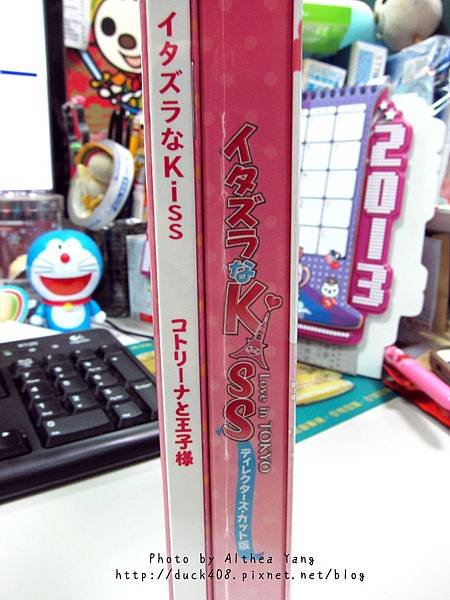 イタズラなKiSS
コトリーナと王子様
イタズラなKiSS
love in TOKYO
ディレクターズ・カット版
2013
Photo by Althea Yang
http://duck408.pixnet.net/blog